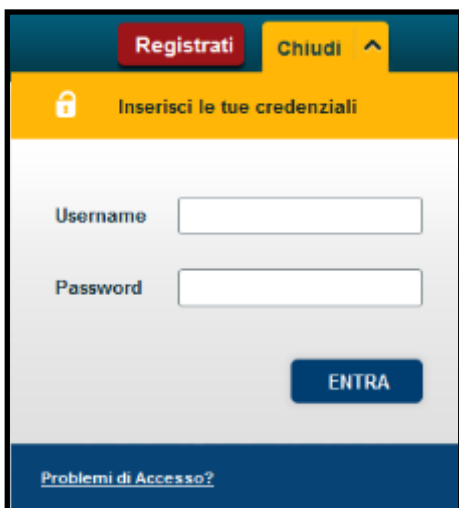 Registrati
Chiudi
Inserisci le tue credenziali
Username
Password
ENTRA
Problemi di Accesso?